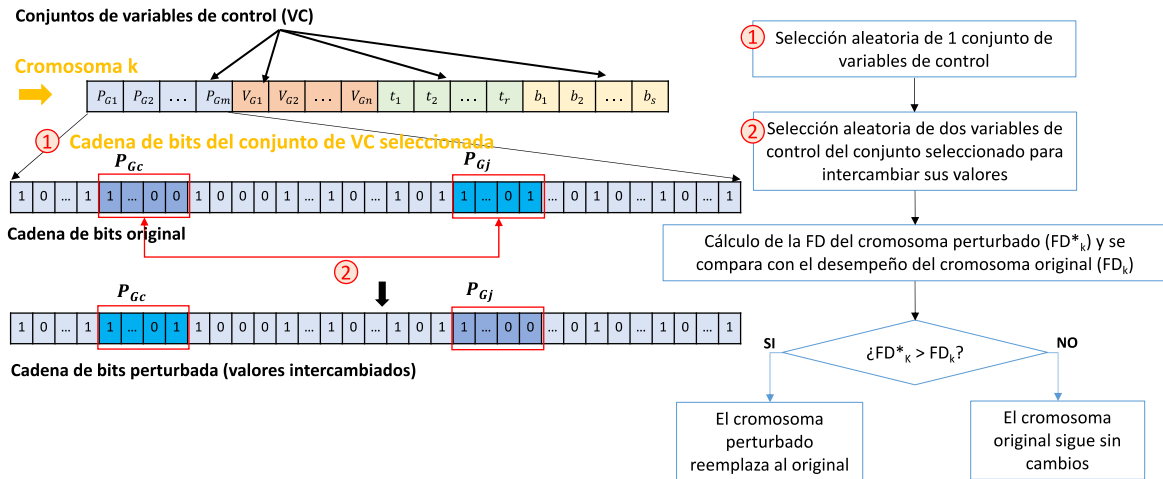 Conjuntos de variables de control (VC)
Cromosoma k
P_G1 P_G2 ... P_Gm V_G1 V_G2 ... V_Gn t_1 t_2 ... t_r b_1 b_2 ... b_s
1 Cadena de bits del conjunto de VC seleccionada
P_Gc P_Gj
1 0 ... 1 1 ... 0 0 1 0 0 0 1 ... 1 0 ... 1 0 1 1 ... 0 1 ... 0 0 1 0 ... 1 0 ... 1
Cadena de bits original
2
P_Gc P_Gj
1 0 ... 1 1 ... 0 1 1 0 0 0 1 ... 1 0 ... 1 0 1 1 ... 0 0 ... 0 0 1 0 ... 1 0 ... 1
Cadena de bits perturbada (valores intercambiados)
1
Selección aleatoria de 1 conjunto de
variables de control
2
Selección aleatoria de dos variables de
control del conjunto seleccionado para
intercambiar sus valores
Cálculo de la FD del cromosoma perturbado (FD*_k) y se
compara con el desempeño del cromosoma original (FD_k)
SI
¿FD*_K > FD_k?
NO
El cromosoma
perturbado
reemplaza al original
El cromosoma
original sigue sin
cambios